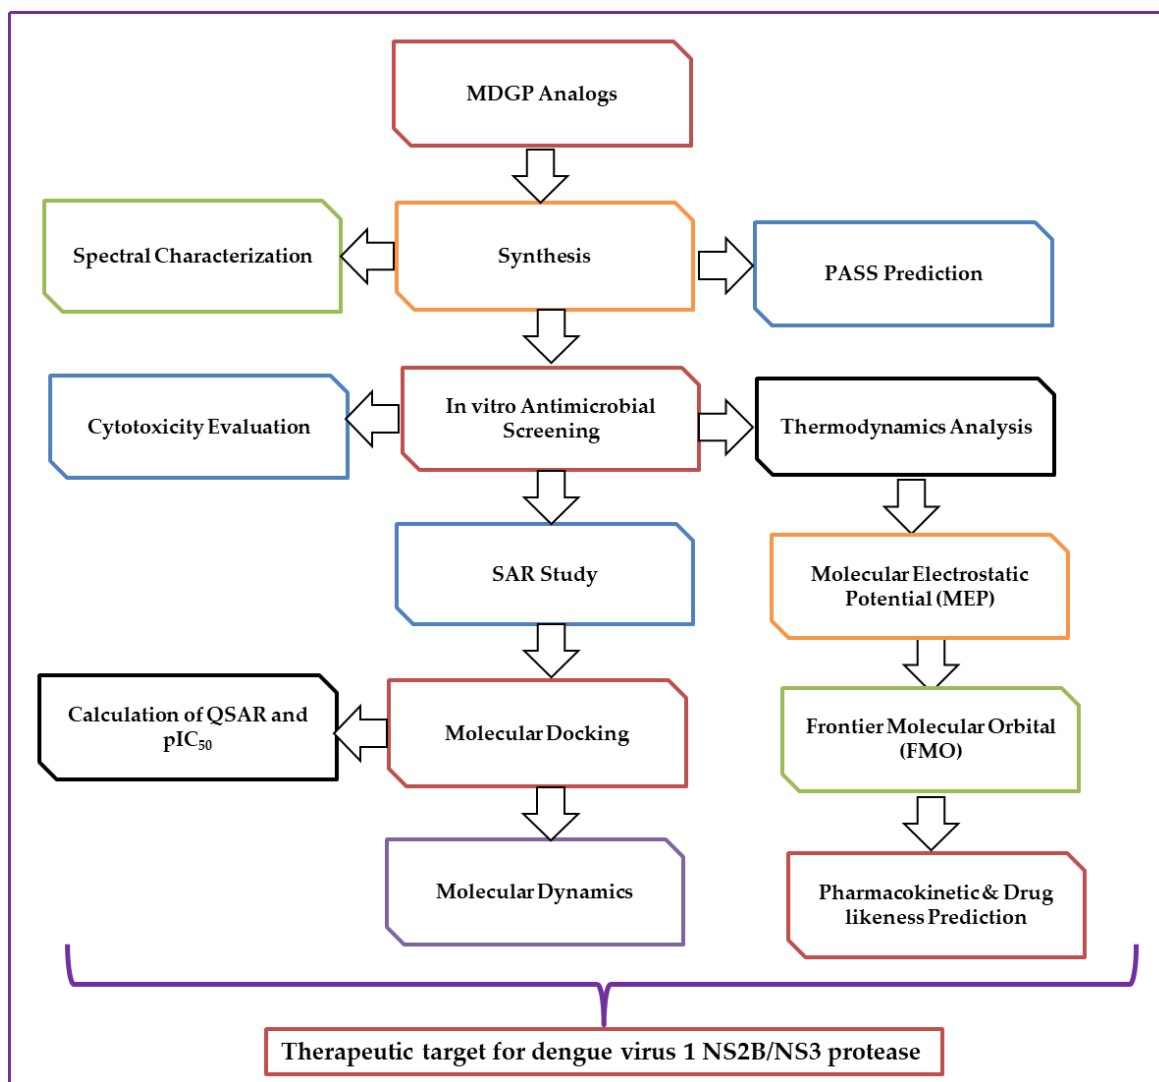 MDGP Analogs
Spectral Characterization
Synthesis
PASS Prediction
Cytotoxicity Evaluation
In vitro Antimicrobial
Screening
Thermodynamics Analysis
SAR Study
Molecular Electrostatic
Potential (MEP)
Calculation of QSAR and
pIC₅₀
Molecular Docking
Frontier Molecular Orbital
(FMO)
Molecular Dynamics
Pharmacokinetic & Drug
likeness Prediction
Therapeutic target for dengue virus 1 NS2B/NS3 protease